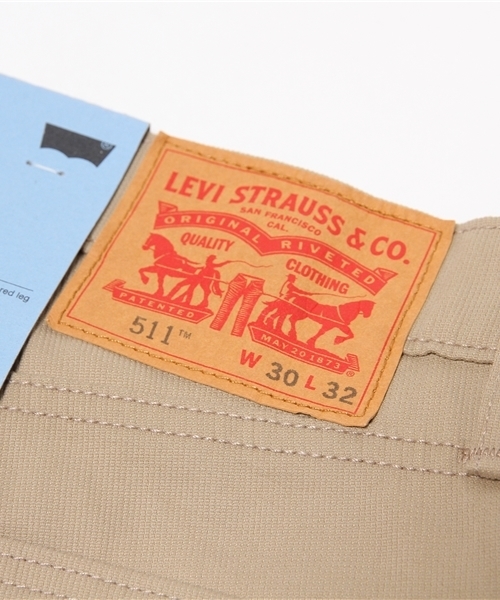 LEVI STRAUSS & CO.
SAN FRANCISCO
CAL.
ORIGINAL RIVETED
QUALITY CLOTHING
PATENTED
MAY 20 1873
®
511™
W 30 L 32
red leg